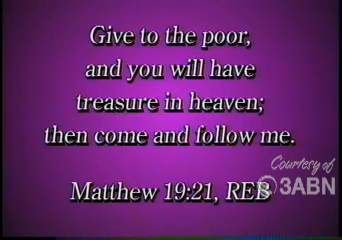 Give to the poor,
and you will have
treasure in heaven;
then come and follow me.
Matthew 19:21, REB
Courtesy of
3ABN